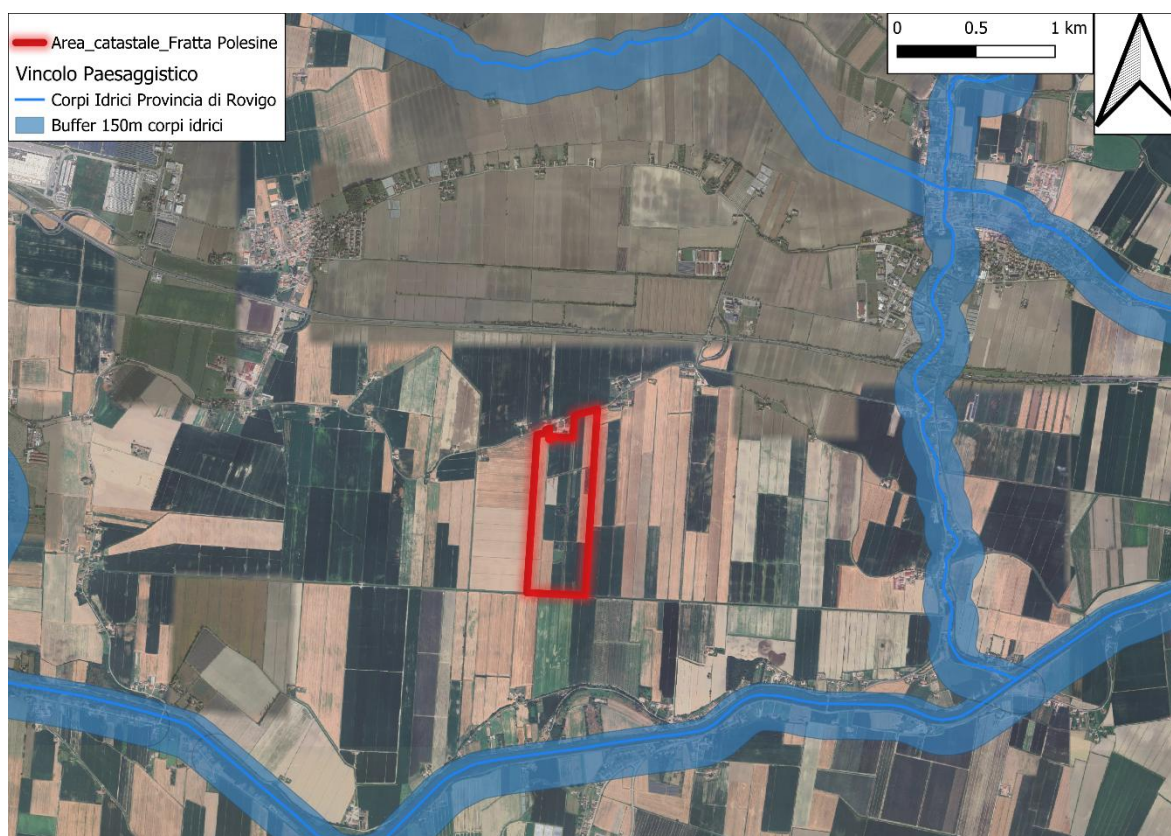 Area_catastale_Fratta Polesine
Vincolo Paesaggistico
Corpi Idrici Provincia di Rovigo
Buffer 150m corpi idrici
0 0.5 1 km